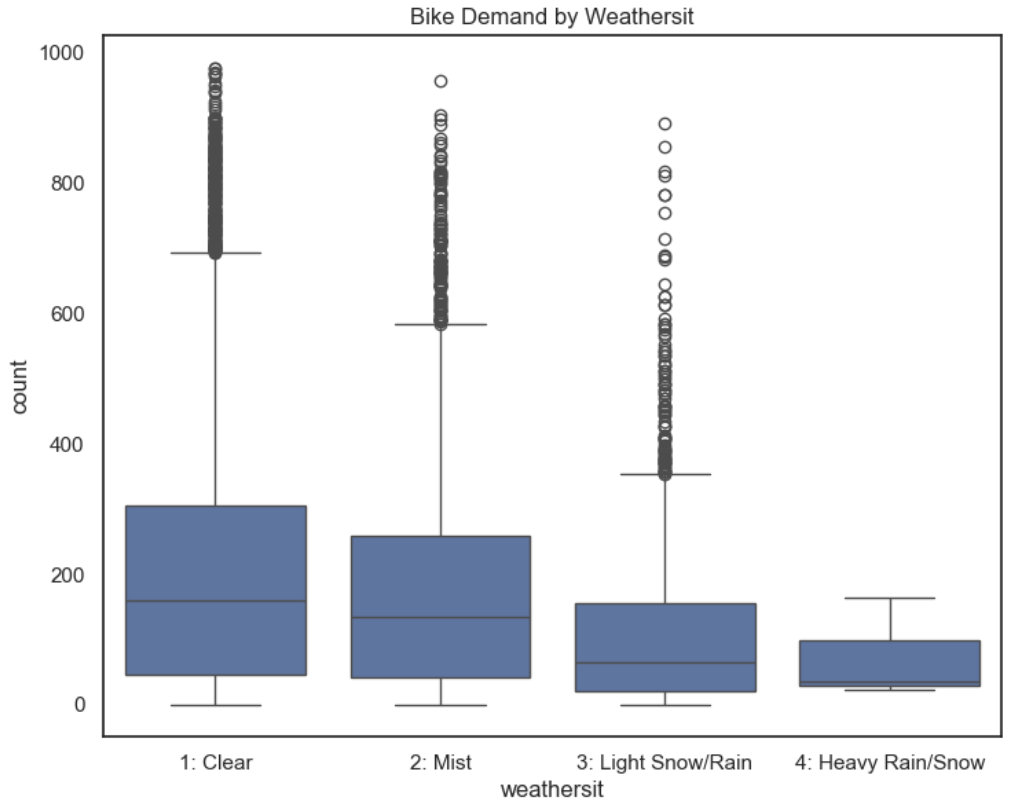 Bike Demand by Weathersit
1000
800
600
400
200
0
count
1: Clear
2: Mist
3: Light Snow/Rain
4: Heavy Rain/Snow
weathersit